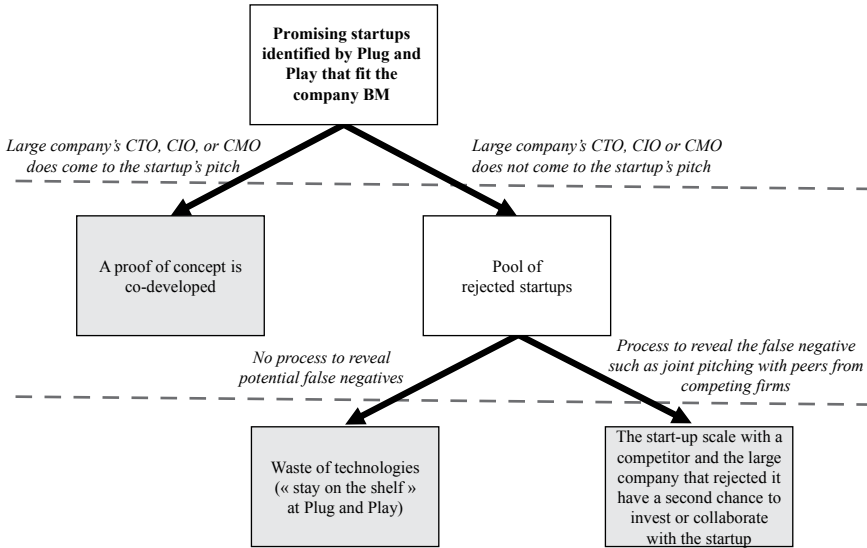 Promising startups
identified by Plug and
Play that fit the
company BM
Large company's CTO, CIO, or CMO
does come to the startup's pitch
Large company's CTO, CIO or CMO
does not come to the startup's pitch
A proof of concept is
co-developed
Pool of
rejected startups
No process to reveal
potential false negatives
Process to reveal the false negative
such as joint pitching with peers from
competing firms
Waste of technologies
(« stay on the shelf »
at Plug and Play)
The start-up scale with a
competitor and the large
company that rejected it
have a second chance to
invest or collaborate
with the startup